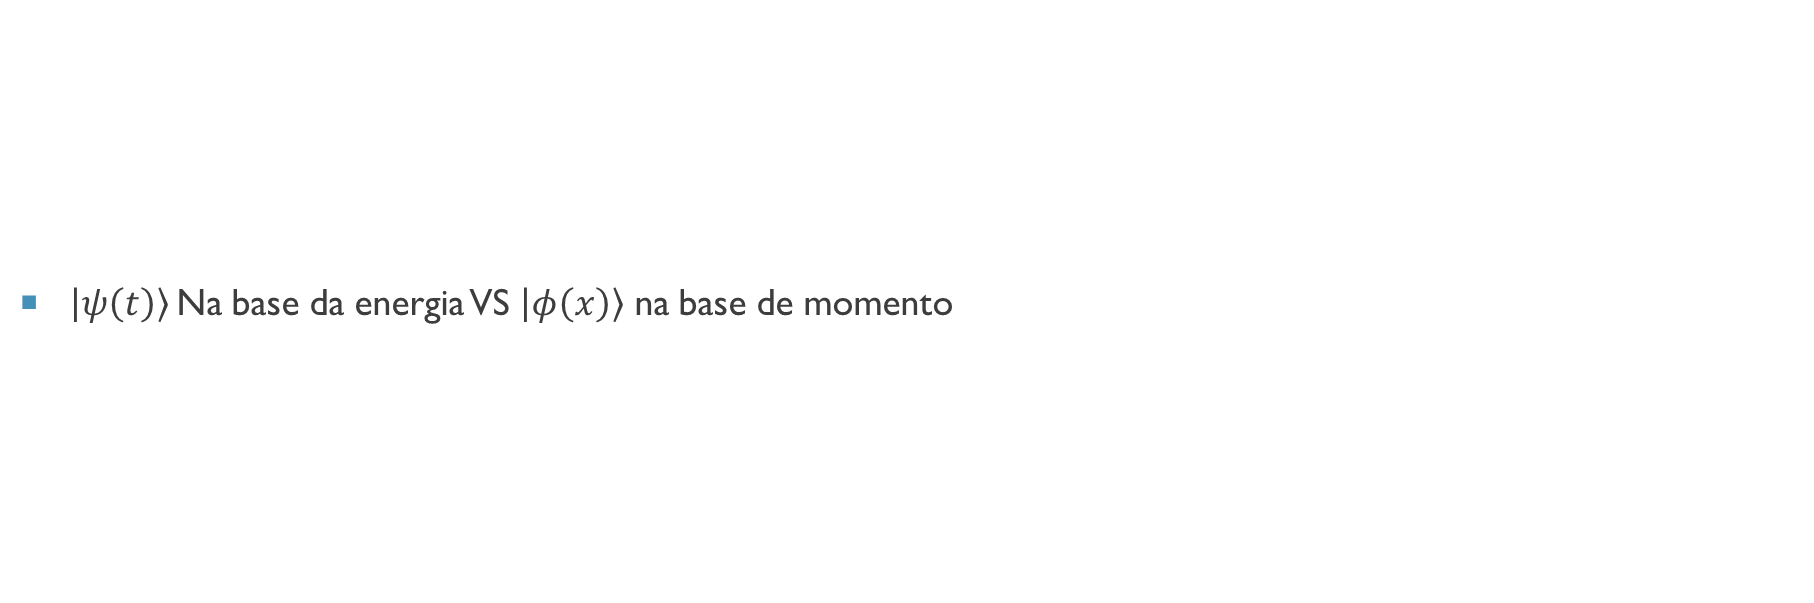 ▪ |ψ(t)⟩ Na base da energia VS |ϕ(x)⟩ na base de momento